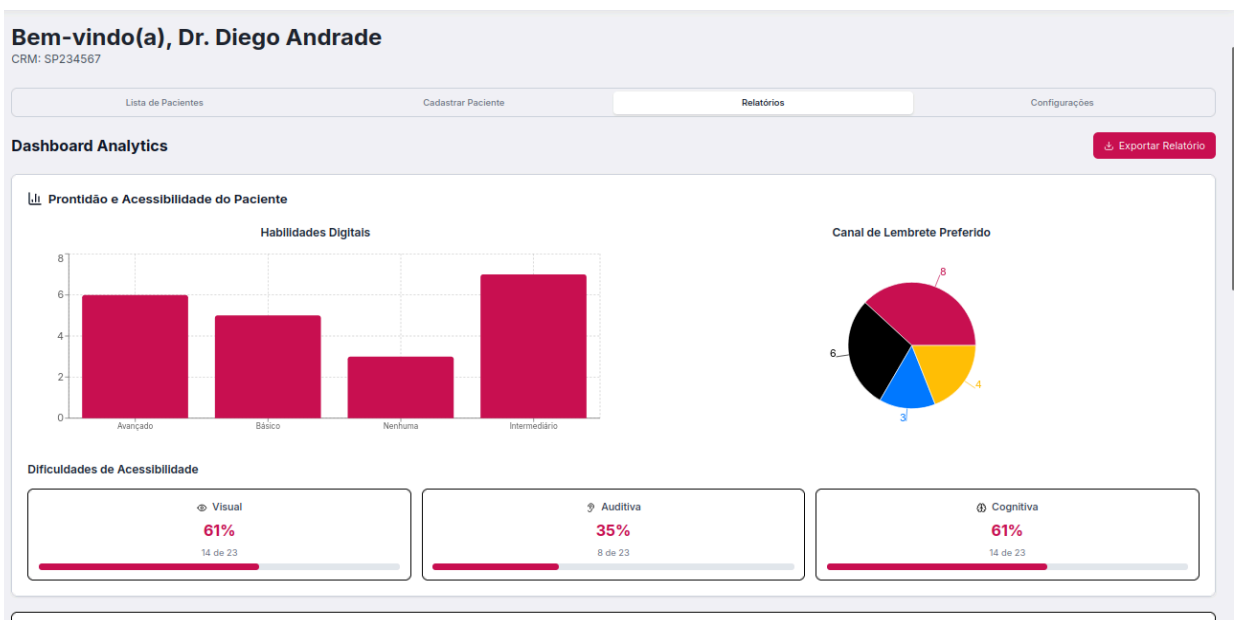 Bem-vindo(a), Dr. Diego Andrade
CRM: SP234567
Lista de Pacientes
Cadastrar Paciente
Relatórios
Configurações
Dashboard Analytics
Exportar Relatório
Prontidão e Acessibilidade do Paciente
Habilidades Digitais
8
6
4
2
0
Avançado
Básico
Nenhuma
Intermediário
Canal de Lembrete Preferido
8
6
3
4
Dificuldades de Acessibilidade
Visual
61%
14 de 23
Auditiva
35%
8 de 23
Cognitiva
61%
14 de 23